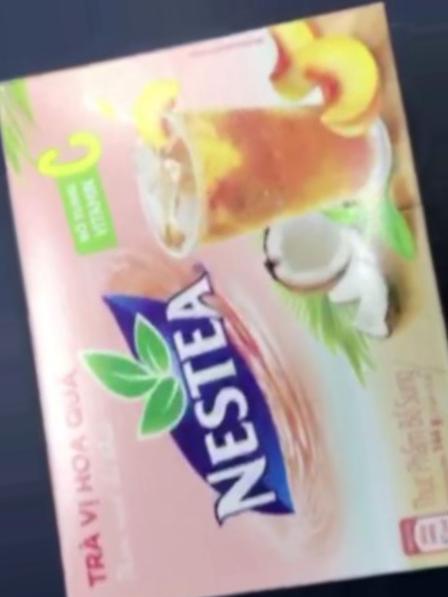 NESTEA
TRÀ VỊ HOA QUẢ
BỔ SUNG
VITAMIN
C
Thực Phẩm Bổ Sung